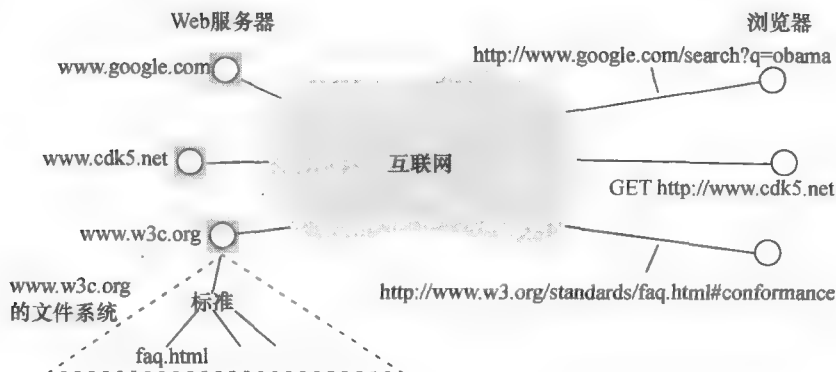 Web服务器
浏览器
http://www.google.com/search?q=obama
www.google.com
www.cdk5.net
互联网
GET http://www.cdk5.net
www.w3c.org
www.w3c.org
的文件系统
标准
http://www.w3.org/standards/faq.html#conformance
faq.html